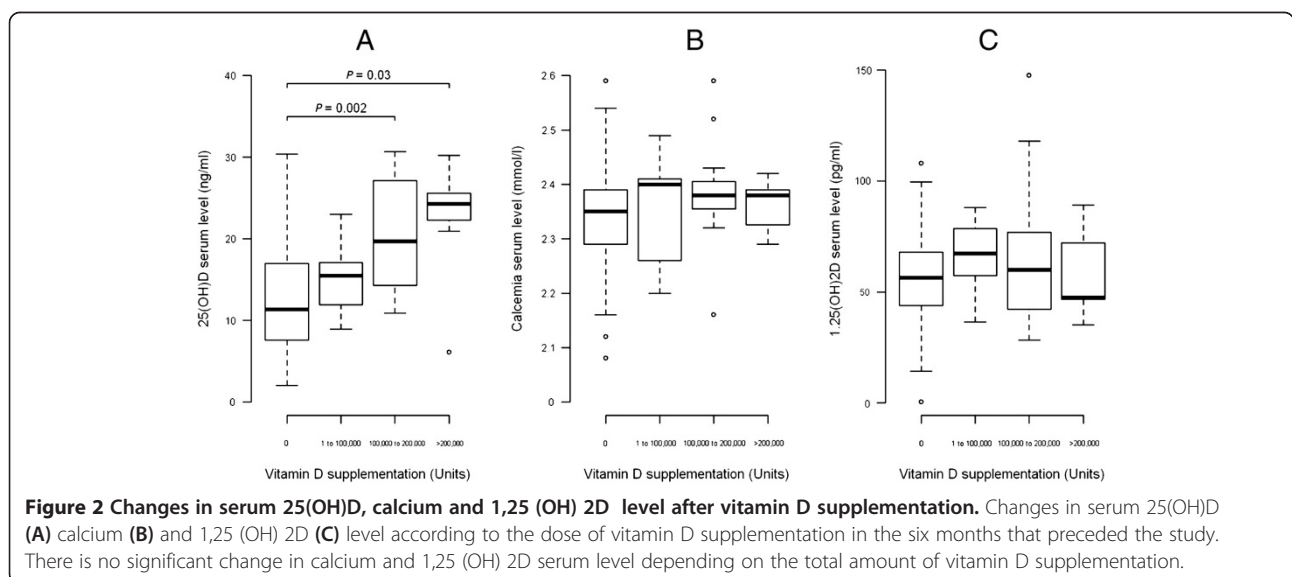 A
B
C
25(OH)D serum level (ng/ml)
40
30
20
10
0
P = 0.03
P = 0.002
0
1 to 100,000
100,000 to 200,000
>200,000
Vitamin D supplementation (Units)
Calcemia serum level (mmol/l)
2.6
2.5
2.4
2.3
2.2
2.1
0
0
1 to 100,000
100,000 to 200,000
>200,000
Vitamin D supplementation (Units)
1.25(OH)2D serum level (pg/ml)
150
100
50
0
0
1 to 100,000
100,000 to 200,000
>200,000
Vitamin D supplementation (Units)
Figure 2 Changes in serum 25(OH)D, calcium and 1,25 (OH) 2D level after vitamin D supplementation. Changes in serum 25(OH)D
(A) calcium (B) and 1,25 (OH) 2D (C) level according to the dose of vitamin D supplementation in the six months that preceded the study.
There is no significant change in calcium and 1,25 (OH) 2D serum level depending on the total amount of vitamin D supplementation.